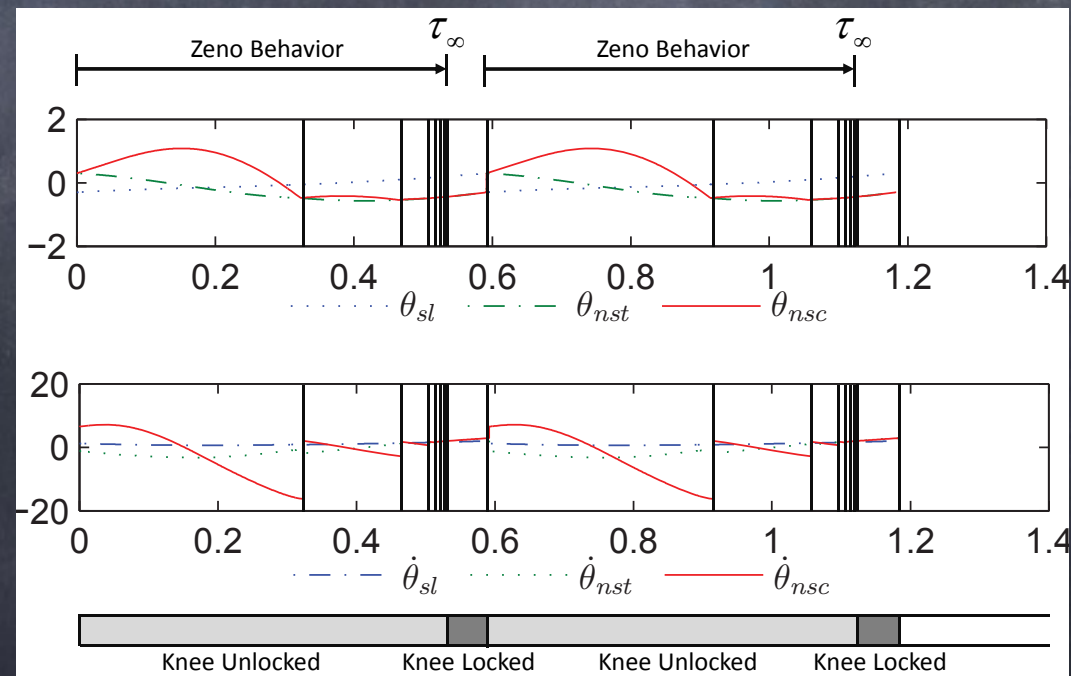 τ∞ τ∞
Zeno Behavior Zeno Behavior
2
0
−2
0 0.2 0.4 0.6 0.8 1 1.2 1.4
θsl θnst θnsc
20
0
−20
0 0.2 0.4 0.6 0.8 1 1.2 1.4
θ̇sl θ̇nst θ̇nsc
Knee Unlocked Knee Locked Knee Unlocked Knee Locked